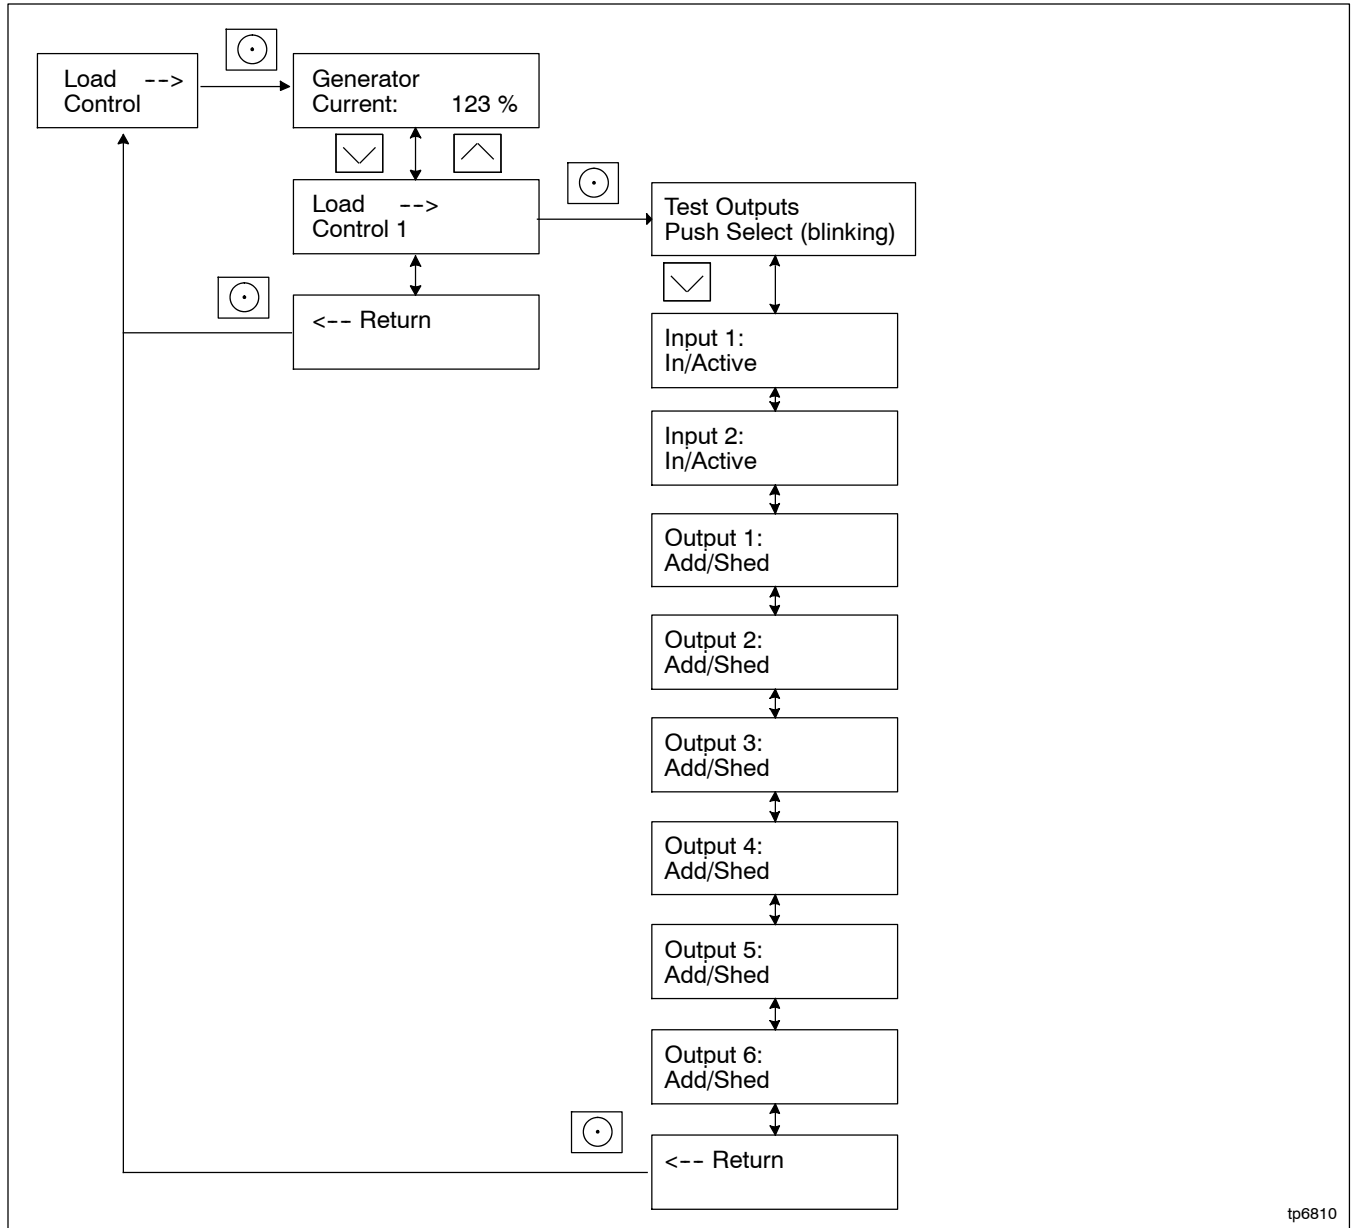 Load -->
Control
Generator
Current: 123 %
Load -->
Control 1
<-- Return
Test Outputs
Push Select (blinking)
Input 1:
In/Active
Input 2:
In/Active
Output 1:
Add/Shed
Output 2:
Add/Shed
Output 3:
Add/Shed
Output 4:
Add/Shed
Output 5:
Add/Shed
Output 6:
Add/Shed
<-- Return
tp6810